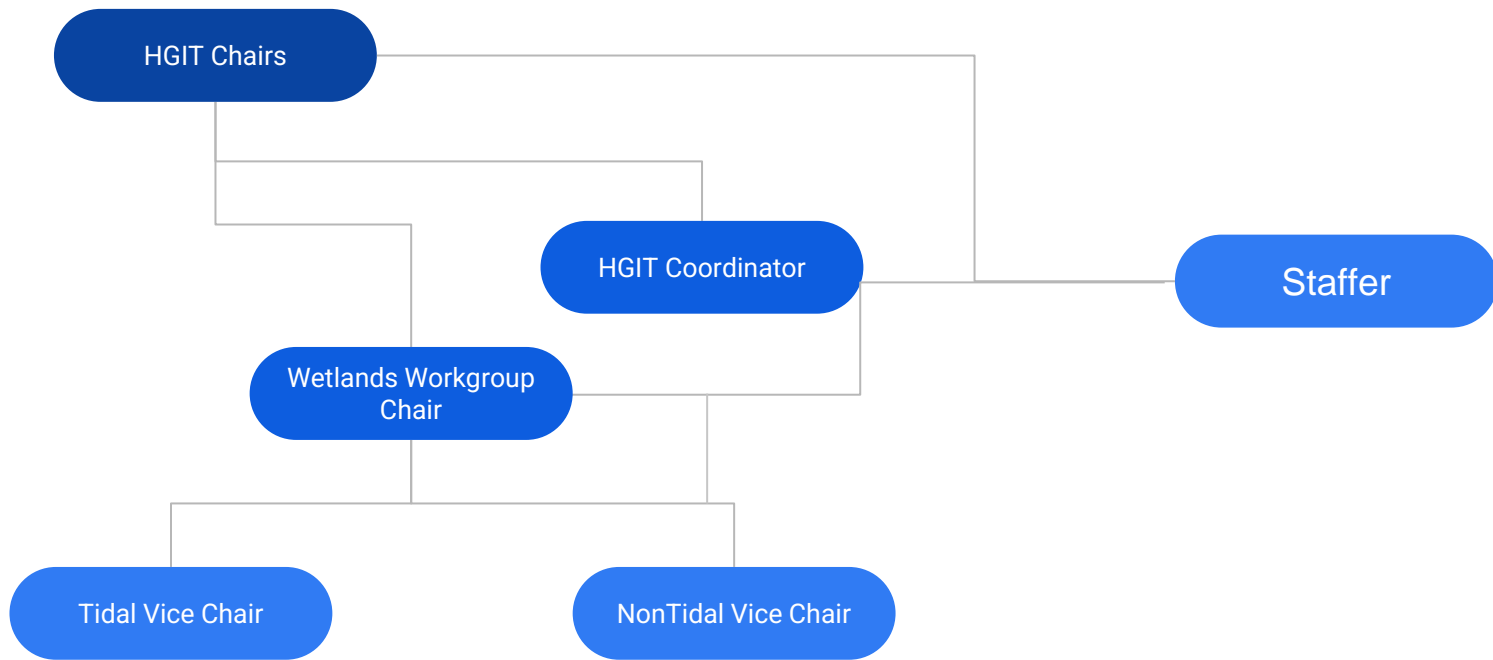 HGIT Chairs
HGIT Coordinator
Staffer
Wetlands Workgroup
Chair
Tidal Vice Chair
NonTidal Vice Chair